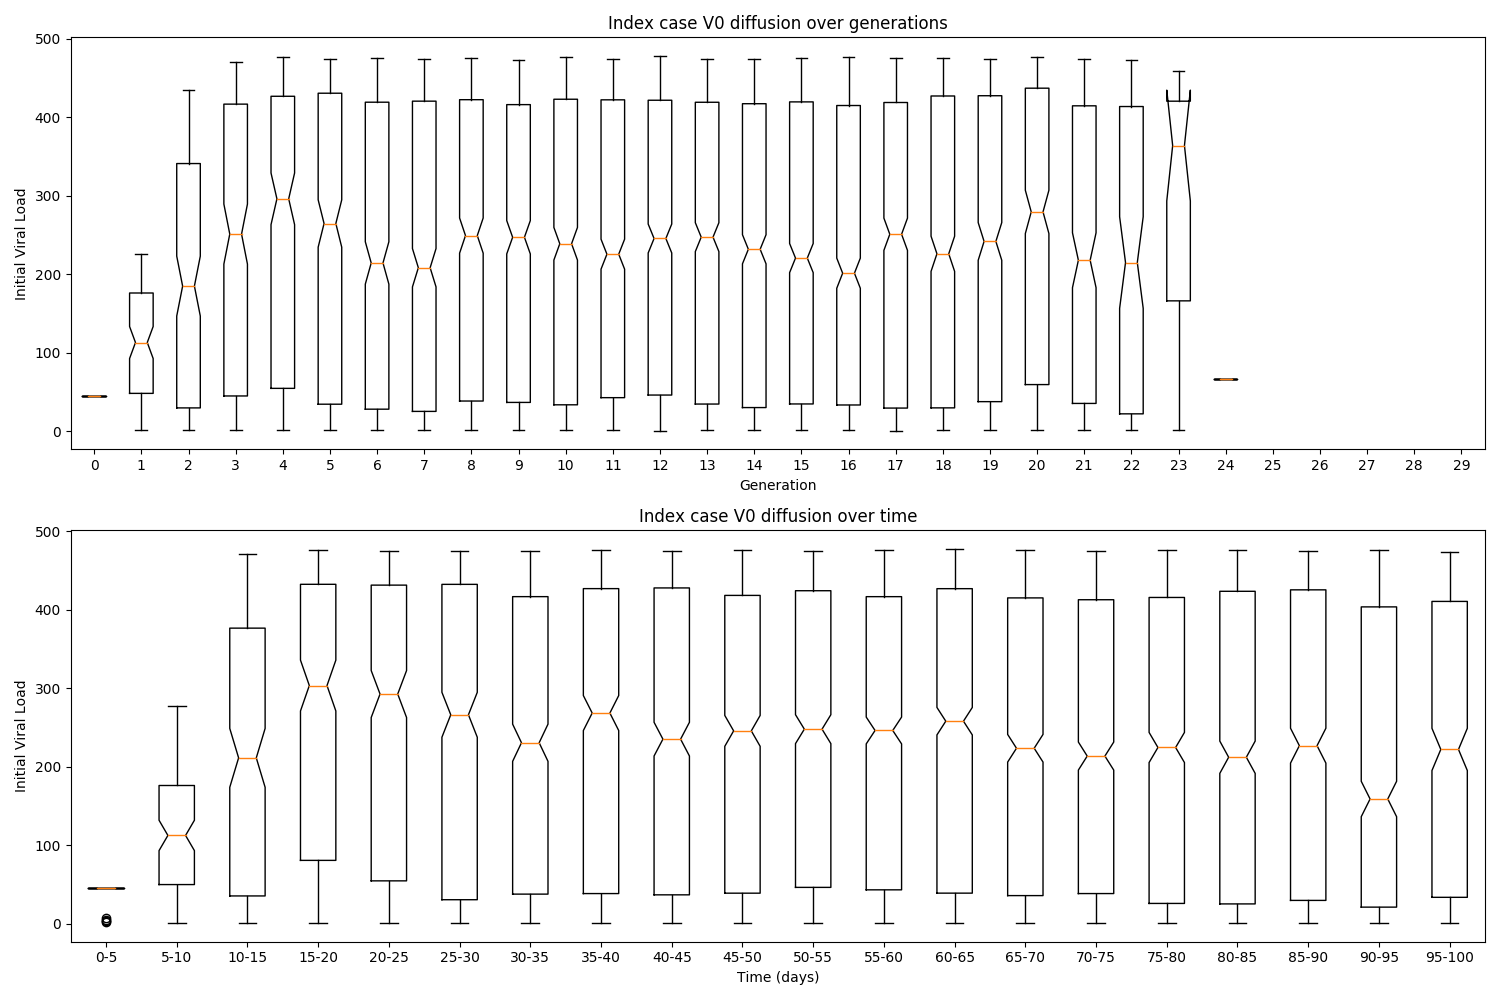 Index case V0 diffusion over generations
500
400
300
200
100
0
Initial Viral Load
0 1 2 3 4 5 6 7 8 9 10 11 12 13 14 15 16 17 18 19 20 21 22 23 24 25 26 27 28 29
Generation
Index case V0 diffusion over time
500
400
300
200
100
0
Initial Viral Load
0-5 5-10 10-15 15-20 20-25 25-30 30-35 35-40 40-45 45-50 50-55 55-60 60-65 65-70 70-75 75-80 80-85 85-90 90-95 95-100
Time (days)